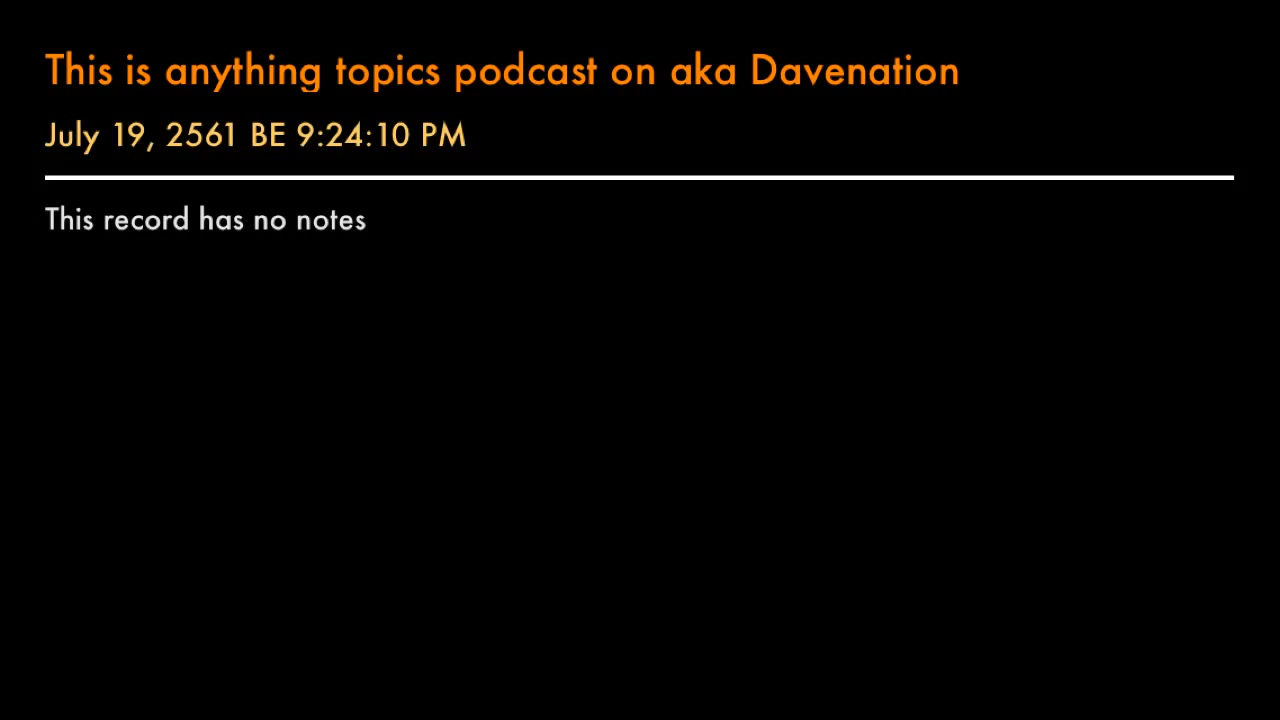 This is anything topics podcast on aka Davenation
July 19, 2561 BE 9:24:10 PM
This record has no notes